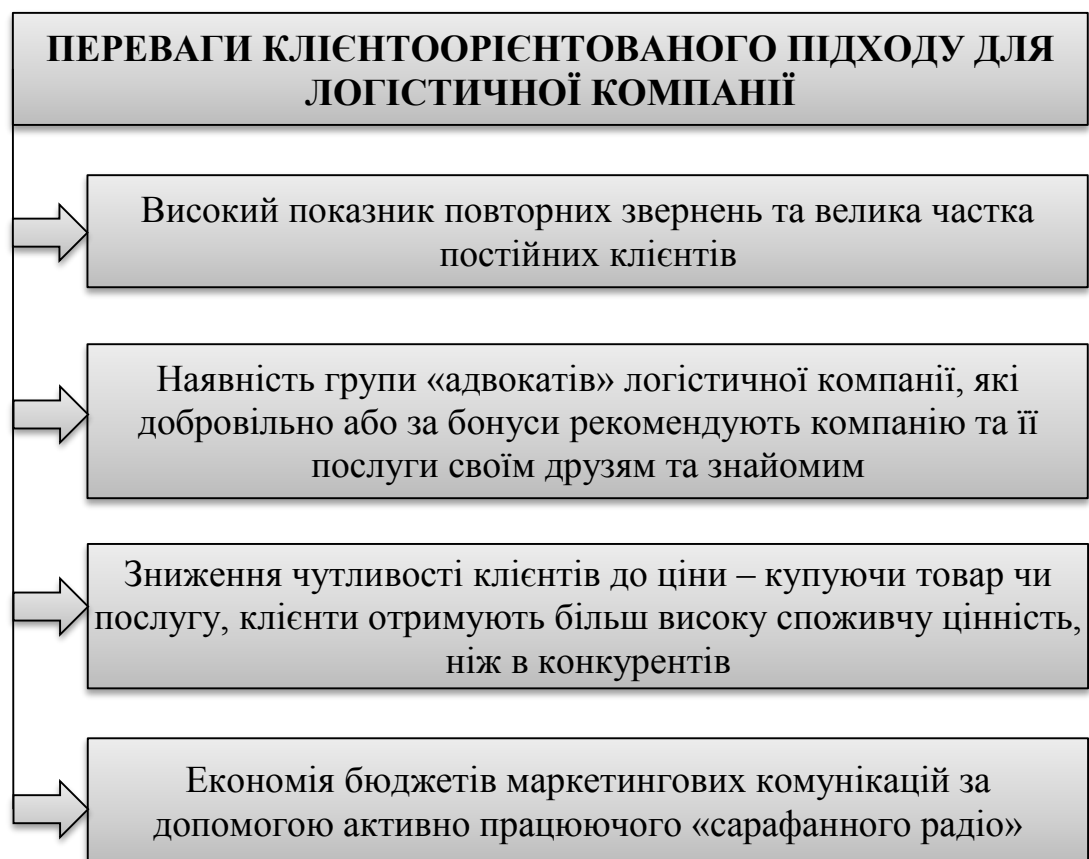 ПЕРЕВАГИ КЛІЄНТООРІЄНТОВАНОГО ПІДХОДУ ДЛЯ
ЛОГІСТИЧНОЇ КОМПАНІЇ
Високий показник повторних звернень та велика частка
постійних клієнтів
Наявність групи «адвокатів» логістичної компанії, які
добровільно або за бонуси рекомендують компанію та її
послуги своїм друзям та знайомим
Зниження чутливості клієнтів до ціни – купуючи товар чи
послугу, клієнти отримують більш високу споживчу цінність,
ніж в конкурентів
Економія бюджетів маркетингових комунікацій за
допомогою активно працюючого «сарафанного радіо»